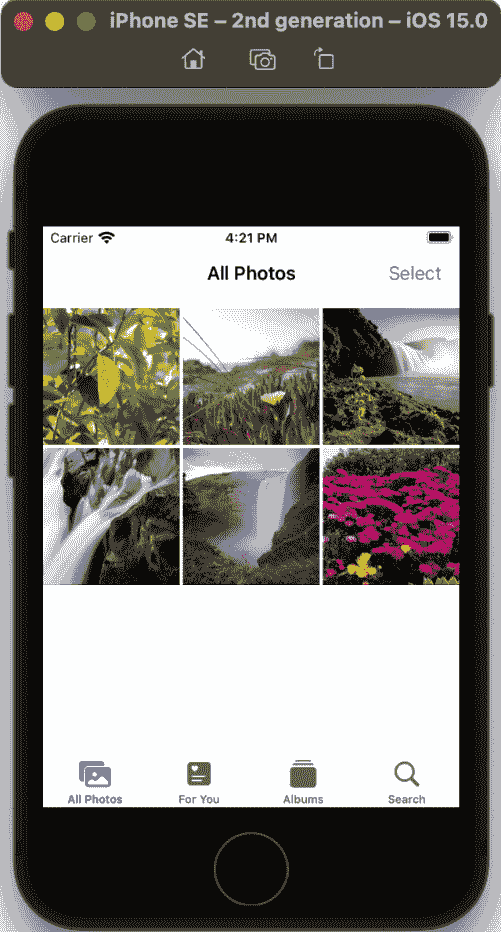 iPhone SE – 2nd generation – iOS 15.0
Carrier 4:21 PM
All Photos Select
All Photos For You Albums Search